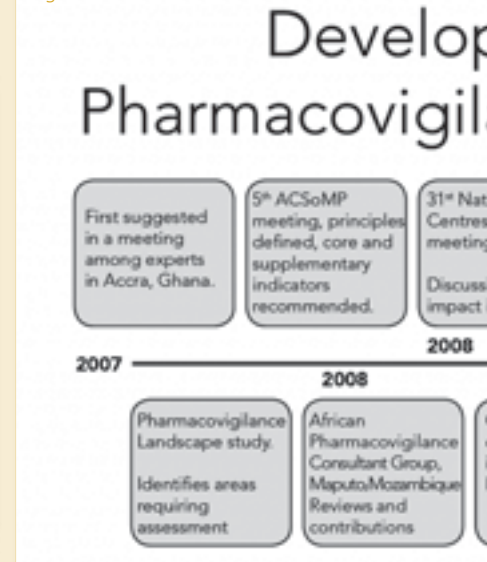 Develop
Pharmacovigila
First suggested
in a meeting
among experts
in Accra, Ghana.
5th ACSoMP
meeting, principles
defined, core and
supplementary
indicators
recommended.
31st Nat
Centres
meeting
Discussi
impact
2008
2007
2008
Pharmacovigilance
Landscape study.
Identifies areas
requiring
assessment
African
Pharmacovigilance
Consultant Group,
Maputo,Mozambique
Reviews and
contributions